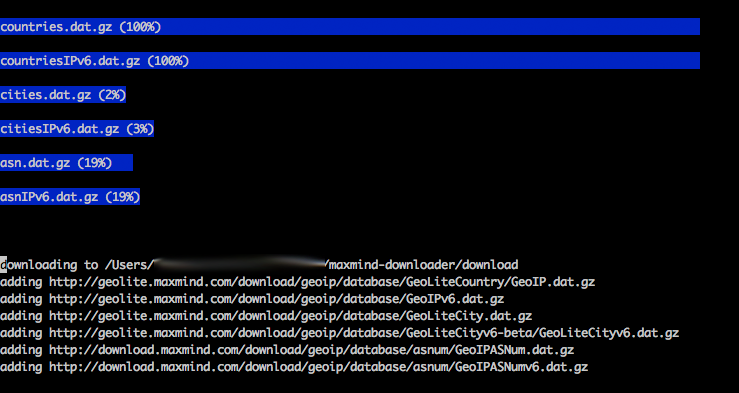 countries.dat.gz (100%)
countriesIPv6.dat.gz (100%)
cities.dat.gz (2%)
citiesIPv6.dat.gz (3%)
asn.dat.gz (19%)
asnIPv6.dat.gz (19%)
downloading to /Users/ /maxmind-downloader/download
adding http://geolite.maxmind.com/download/geoip/database/GeoLiteCountry/GeoIP.dat.gz
adding http://geolite.maxmind.com/download/geoip/database/GeoIPv6.dat.gz
adding http://geolite.maxmind.com/download/geoip/database/GeoLiteCity.dat.gz
adding http://geolite.maxmind.com/download/geoip/database/GeoLiteCityv6-beta/GeoLiteCityv6.dat.gz
adding http://download.maxmind.com/download/geoip/database/asnum/GeoIPASNum.dat.gz
adding http://download.maxmind.com/download/geoip/database/asnum/GeoIPASNumv6.dat.gz